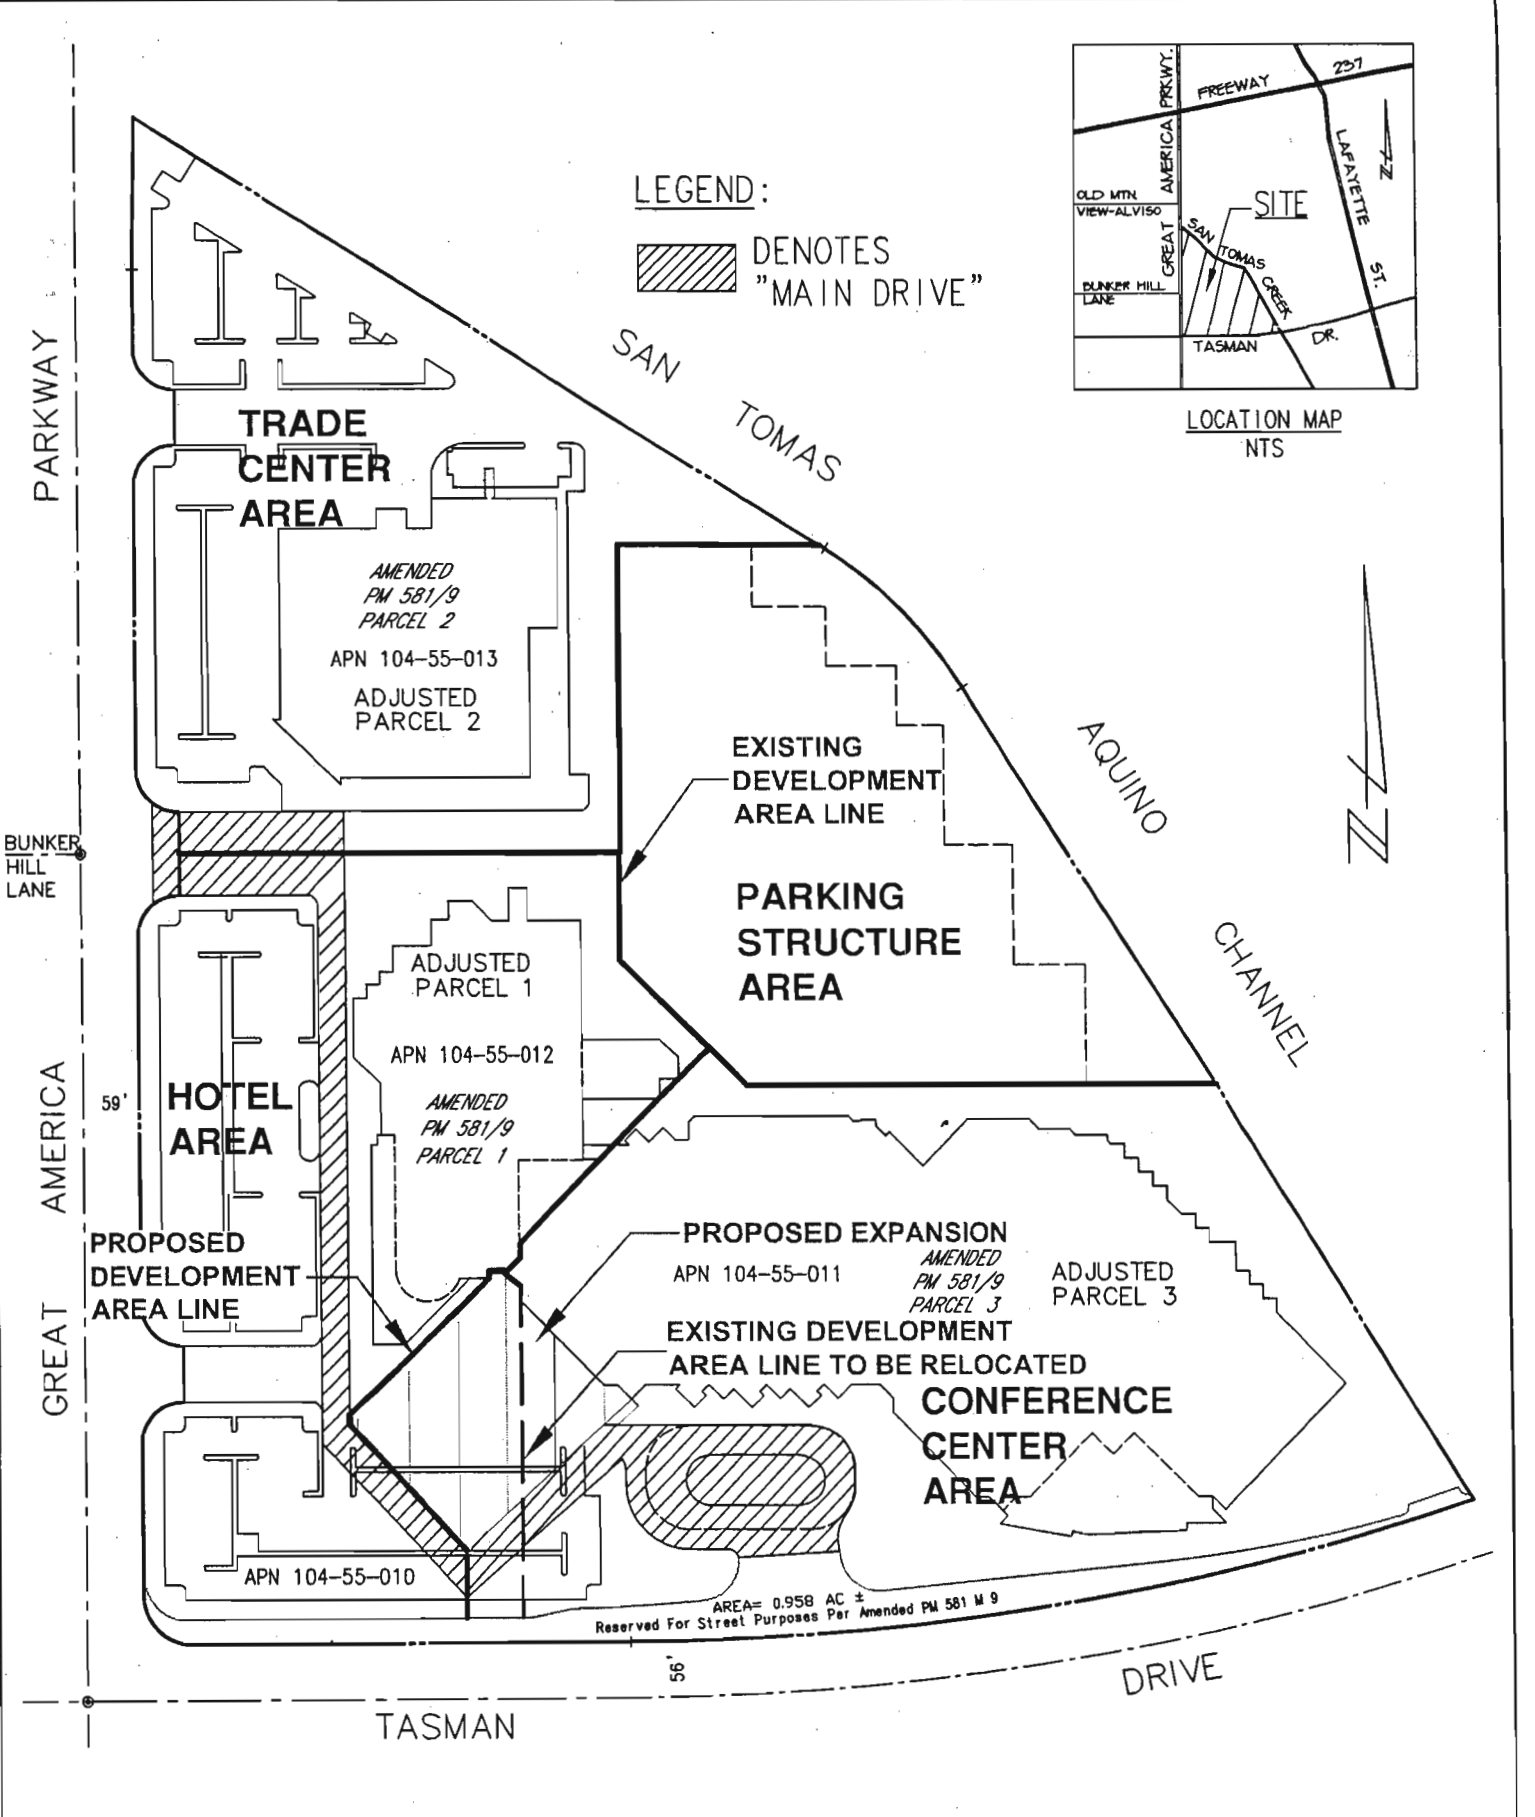 FREEWAY
237
GREAT AMERICA PRKWY.
LAFAYETTE ST.
N
OLD MTN.
VIEW-ALVISO
SITE
SAN TOMAS CREEK
BUNKER HILL
LANE
TASMAN DR.
LOCATION MAP
NTS
LEGEND:
DENOTES
"MAIN DRIVE"
SAN TOMAS AQUINO CHANNEL
GREAT AMERICA PARKWAY
TRADE
CENTER
AREA
AMENDED
PM 581/9
PARCEL 2
APN 104-55-013
ADJUSTED
PARCEL 2
EXISTING
DEVELOPMENT
AREA LINE
N
BUNKER
HILL
LANE
PARKING
STRUCTURE
AREA
ADJUSTED
PARCEL 1
APN 104-55-012
AMENDED
PM 581/9
PARCEL 1
59'
HOTEL
AREA
PROPOSED
DEVELOPMENT
AREA LINE
PROPOSED EXPANSION
APN 104-55-011
AMENDED
PM 581/9
PARCEL 3
ADJUSTED
PARCEL 3
EXISTING DEVELOPMENT
AREA LINE TO BE RELOCATED
CONFERENCE
CENTER
AREA
APN 104-55-010
AREA= 0.958 AC ±
Reserved For Street Purposes Per Amended PM 581 M 9
56'
TASMAN DRIVE